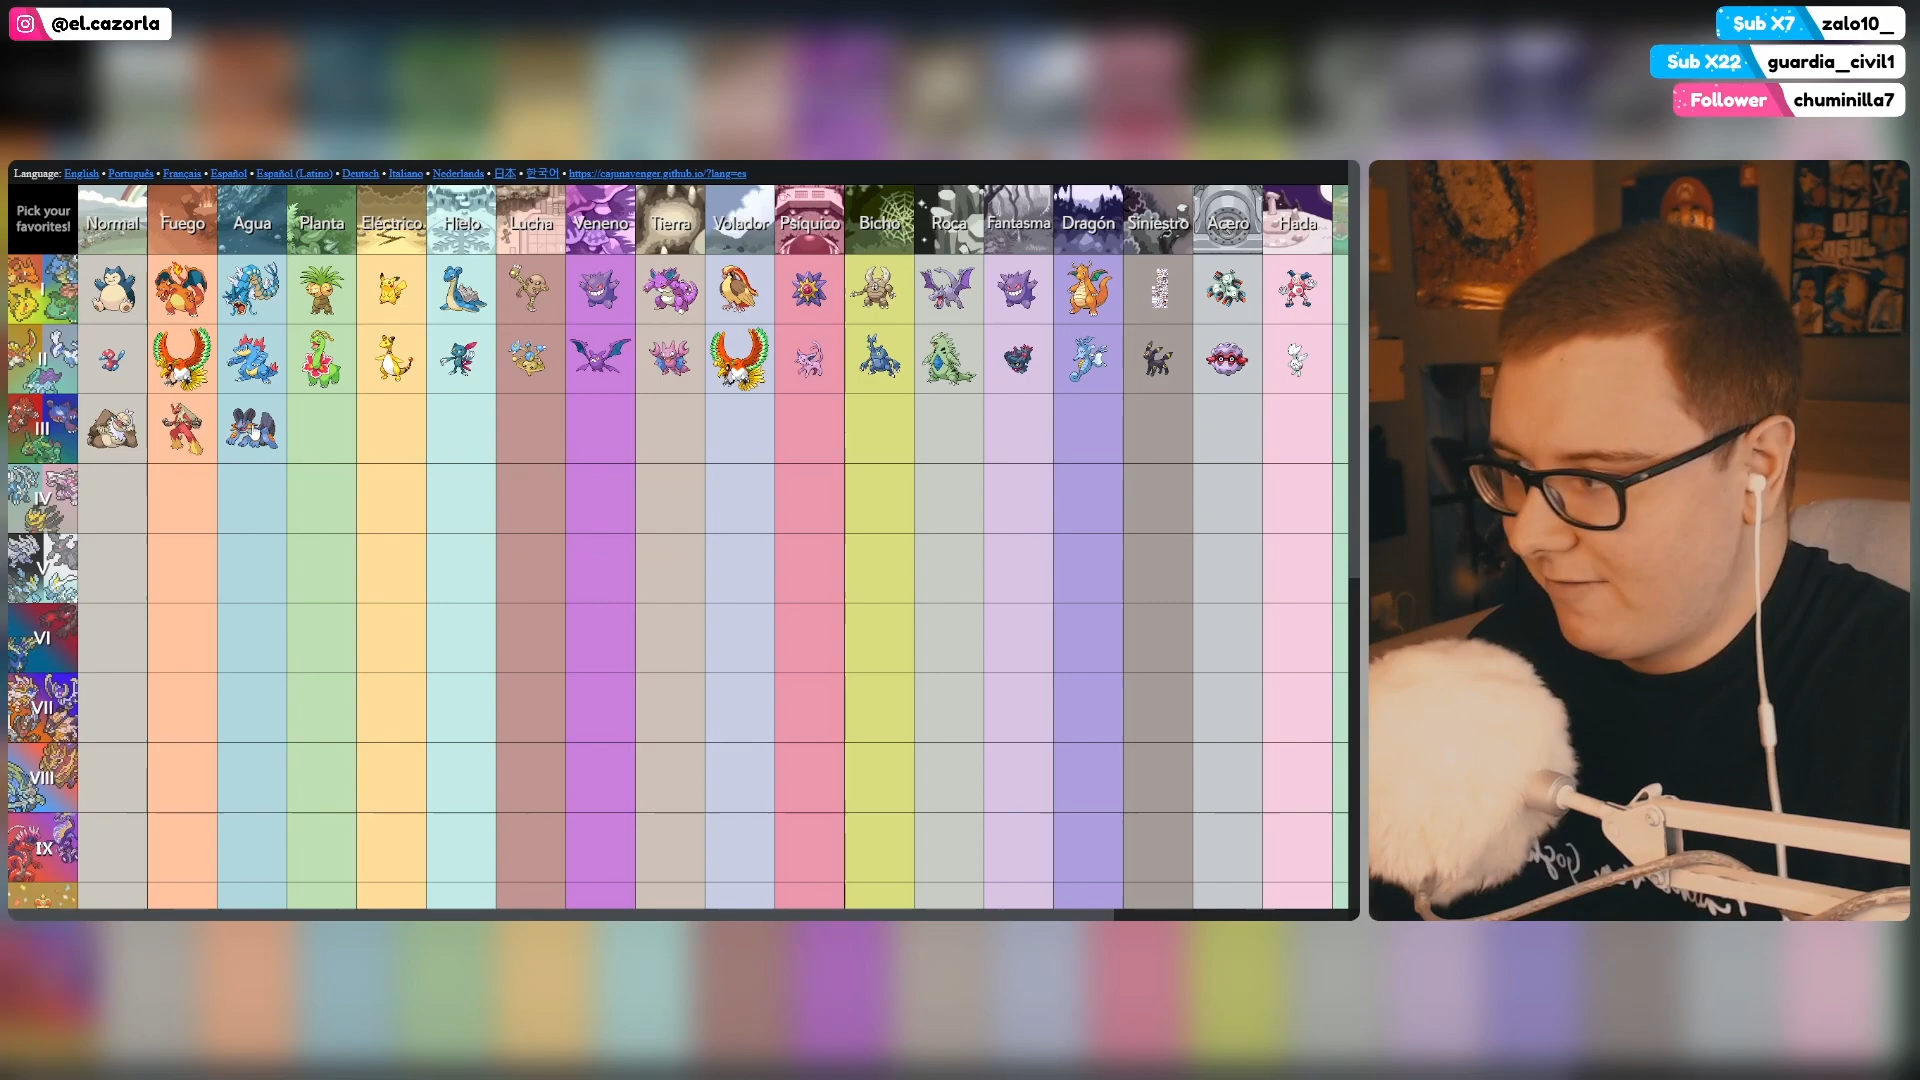 @el.cazorla
Sub X7 zalo10_
Sub X22 guardia_civil1
Follower chuminilla7
Language: English • Português • Français • Español • Español (Latino) • Deutsch • Italiano • Nederlands • 日本 • 한국어 • https://cajunavenger.github.io/?lang=es
Pick your favorites!
Normal Fuego Agua Planta Eléctrico Hielo Lucha Veneno Tierra Volador Psíquico Bicho Roca Fantasma Dragón Siniestro Acero Hada
I
II
III
IV
V
VI
VII
VIII
IX